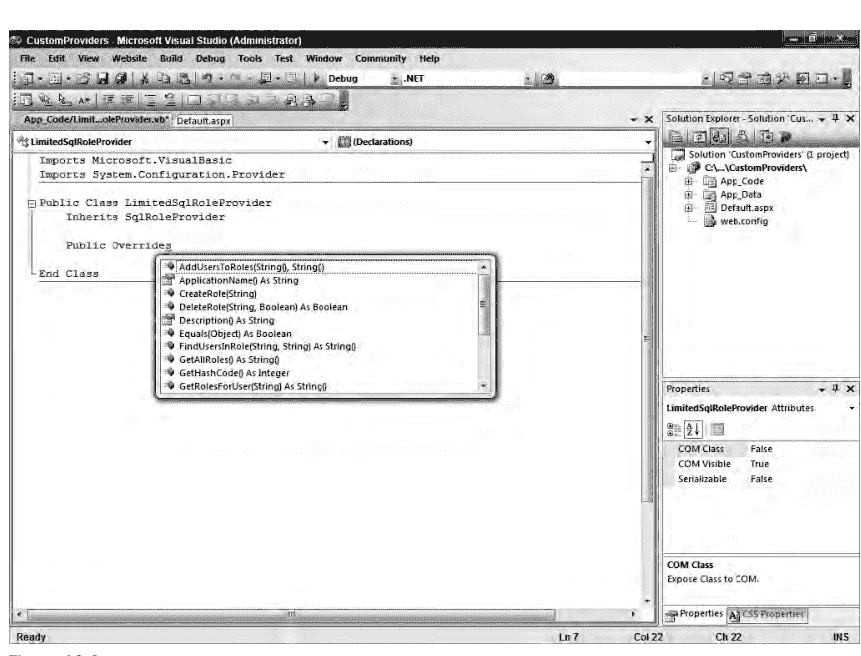 CustomProviders Microsoft Visual Studio (Administrator)
File Edit View Website Build Debug Tools Test Window Community Help
Debug .NET
App_Code/Limit...oleProvider.vb* Default.aspx
LimitedSqlRoleProvider (Declarations)
Imports Microsoft.VisualBasic
Imports System.Configuration.Provider
Public Class LimitedSqlRoleProvider
Inherits SqlRoleProvider
Public Overrides
End Class
AddUsersToRoles(String(), String())
ApplicationName() As String
CreateRole(String)
DeleteRole(String, Boolean) As Boolean
Description() As String
Equals(Object) As Boolean
FindUsersInRole(String, String) As String()
GetAllRoles() As String()
GetHashCode() As Integer
GetRolesForUser(String) As String()
Solution Explorer - Solution 'Cus...
Solution 'CustomProviders' (1 project)
C:\...\CustomProviders\
App_Code
App_Data
Default.aspx
web.config
Properties
LimitedSqlRoleProvider Attributes
COM Class False
COM Visible True
Serializable False
COM Class
Expose Class to COM.
Properties CSS Properties
Ready Ln 7 Col 22 Ch 22 INS